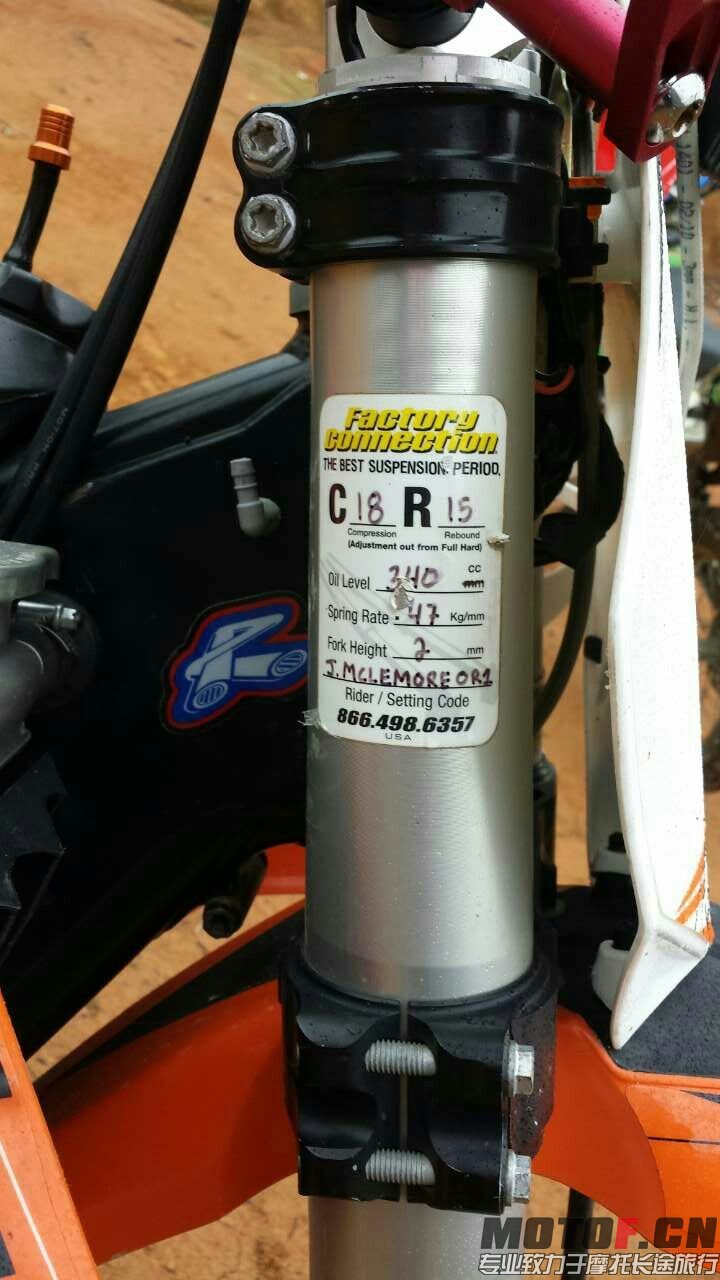 Factory
Connection
THE BEST SUSPENSION. PERIOD.
C 18 R 15
Compression Rebound
(Adjustment out from Full Hard)
Oil Level 340 cc mm
Spring Rate .47 Kg/mm
Fork Height 2 mm
J. MCLEMORE OR1
Rider / Setting Code
866.498.6357
USA
MOTOF.CN
专业致力于摩托长途旅行